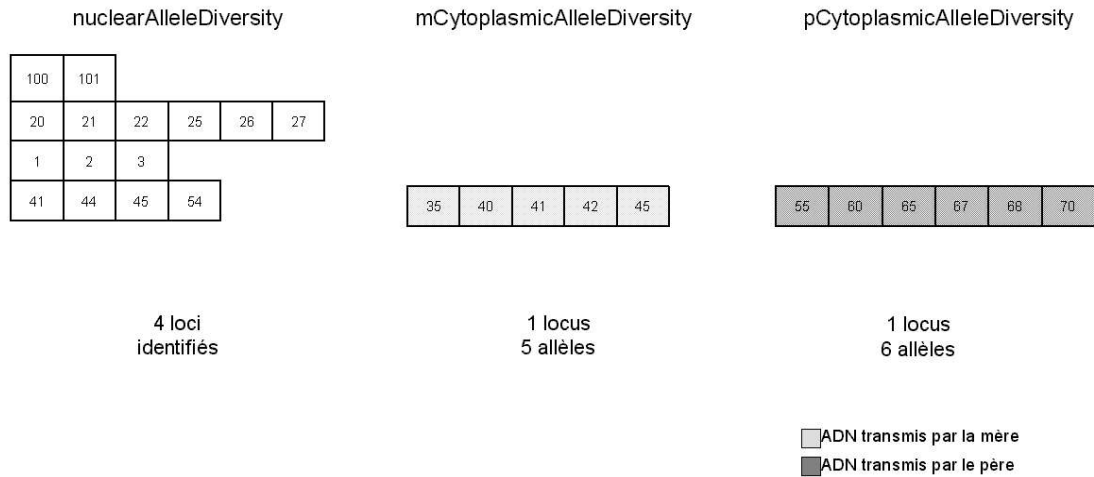 nuclearAlleleDiversity
mCytoplasmicAlleleDiversity
pCytoplasmicAlleleDiversity
100 101
20 21 22 25 26 27
1 2 3
41 44 45 54
35 40 41 42 45
55 60 65 67 68 70
4 loci
identifiés
1 locus
5 allèles
1 locus
6 allèles
ADN transmis par la mère
ADN transmis par le père